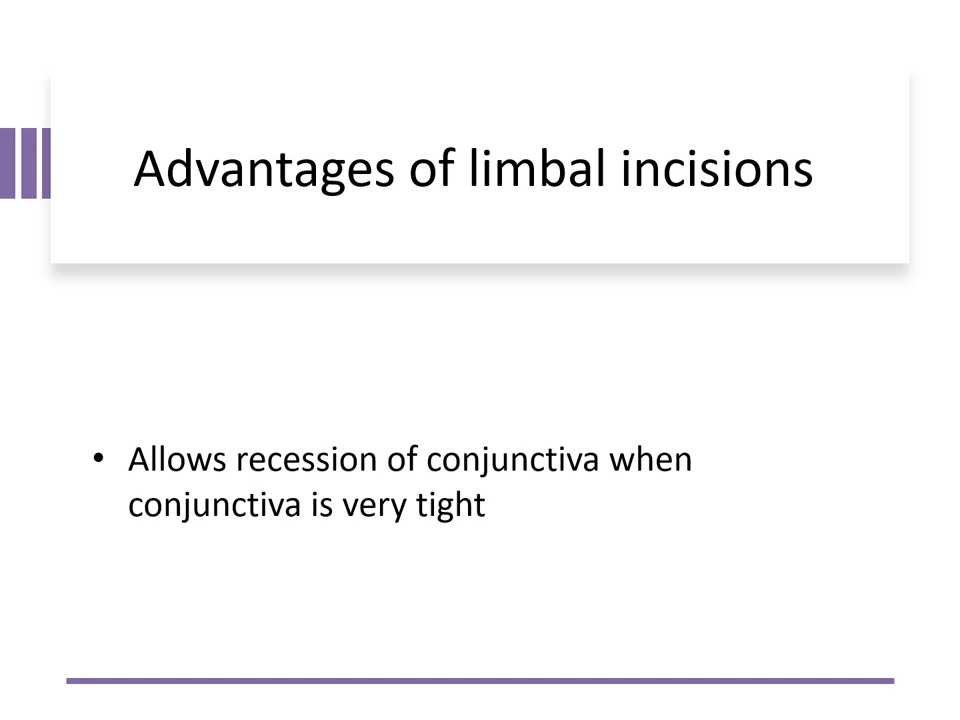 Advantages of limbal incisions
• Allows recession of conjunctiva when
conjunctiva is very tight